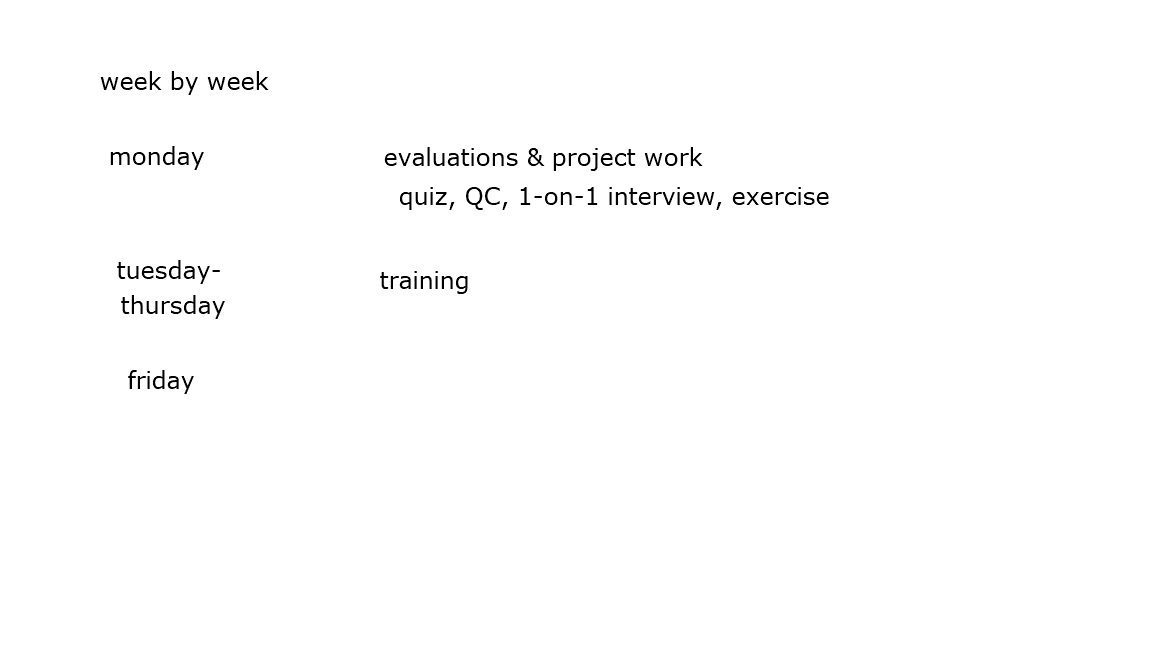 week by week
monday
evaluations & project work
quiz, QC, 1-on-1 interview, exercise
tuesday-
thursday
training
friday